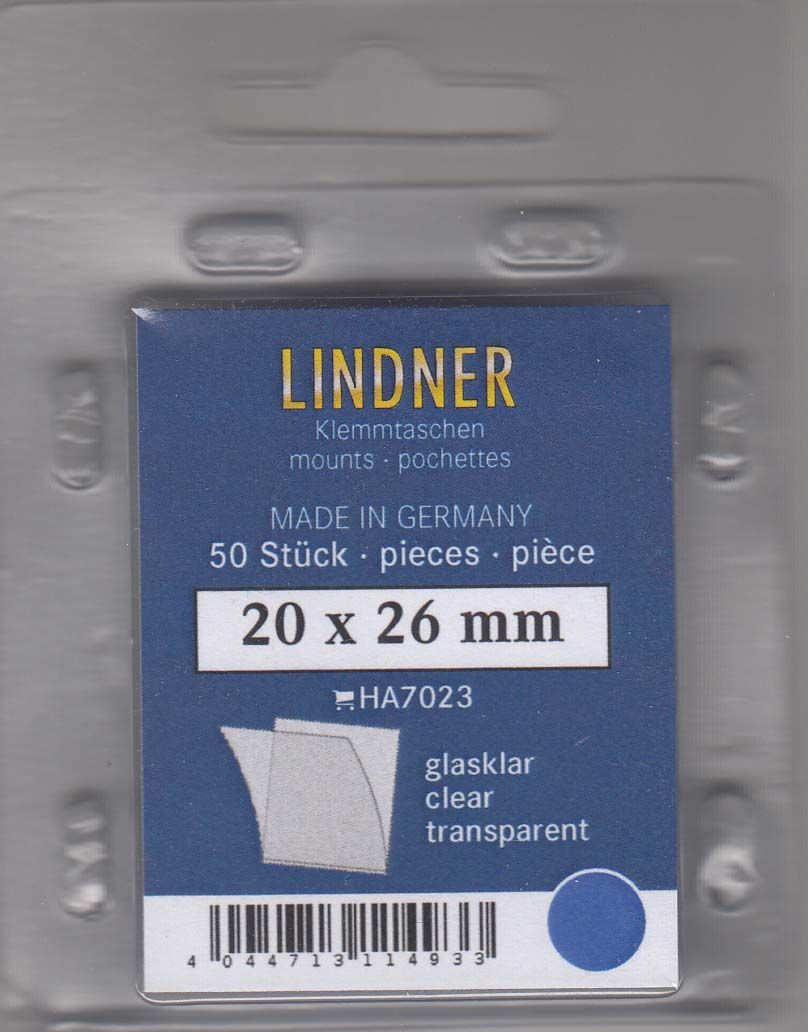 LINDNER
Klemmtaschen
mounts · pochettes
MADE IN GERMANY
50 Stück · pieces · pièce
20 x 26 mm
HA7023
glasklar
clear
transparent
4 044713 114933